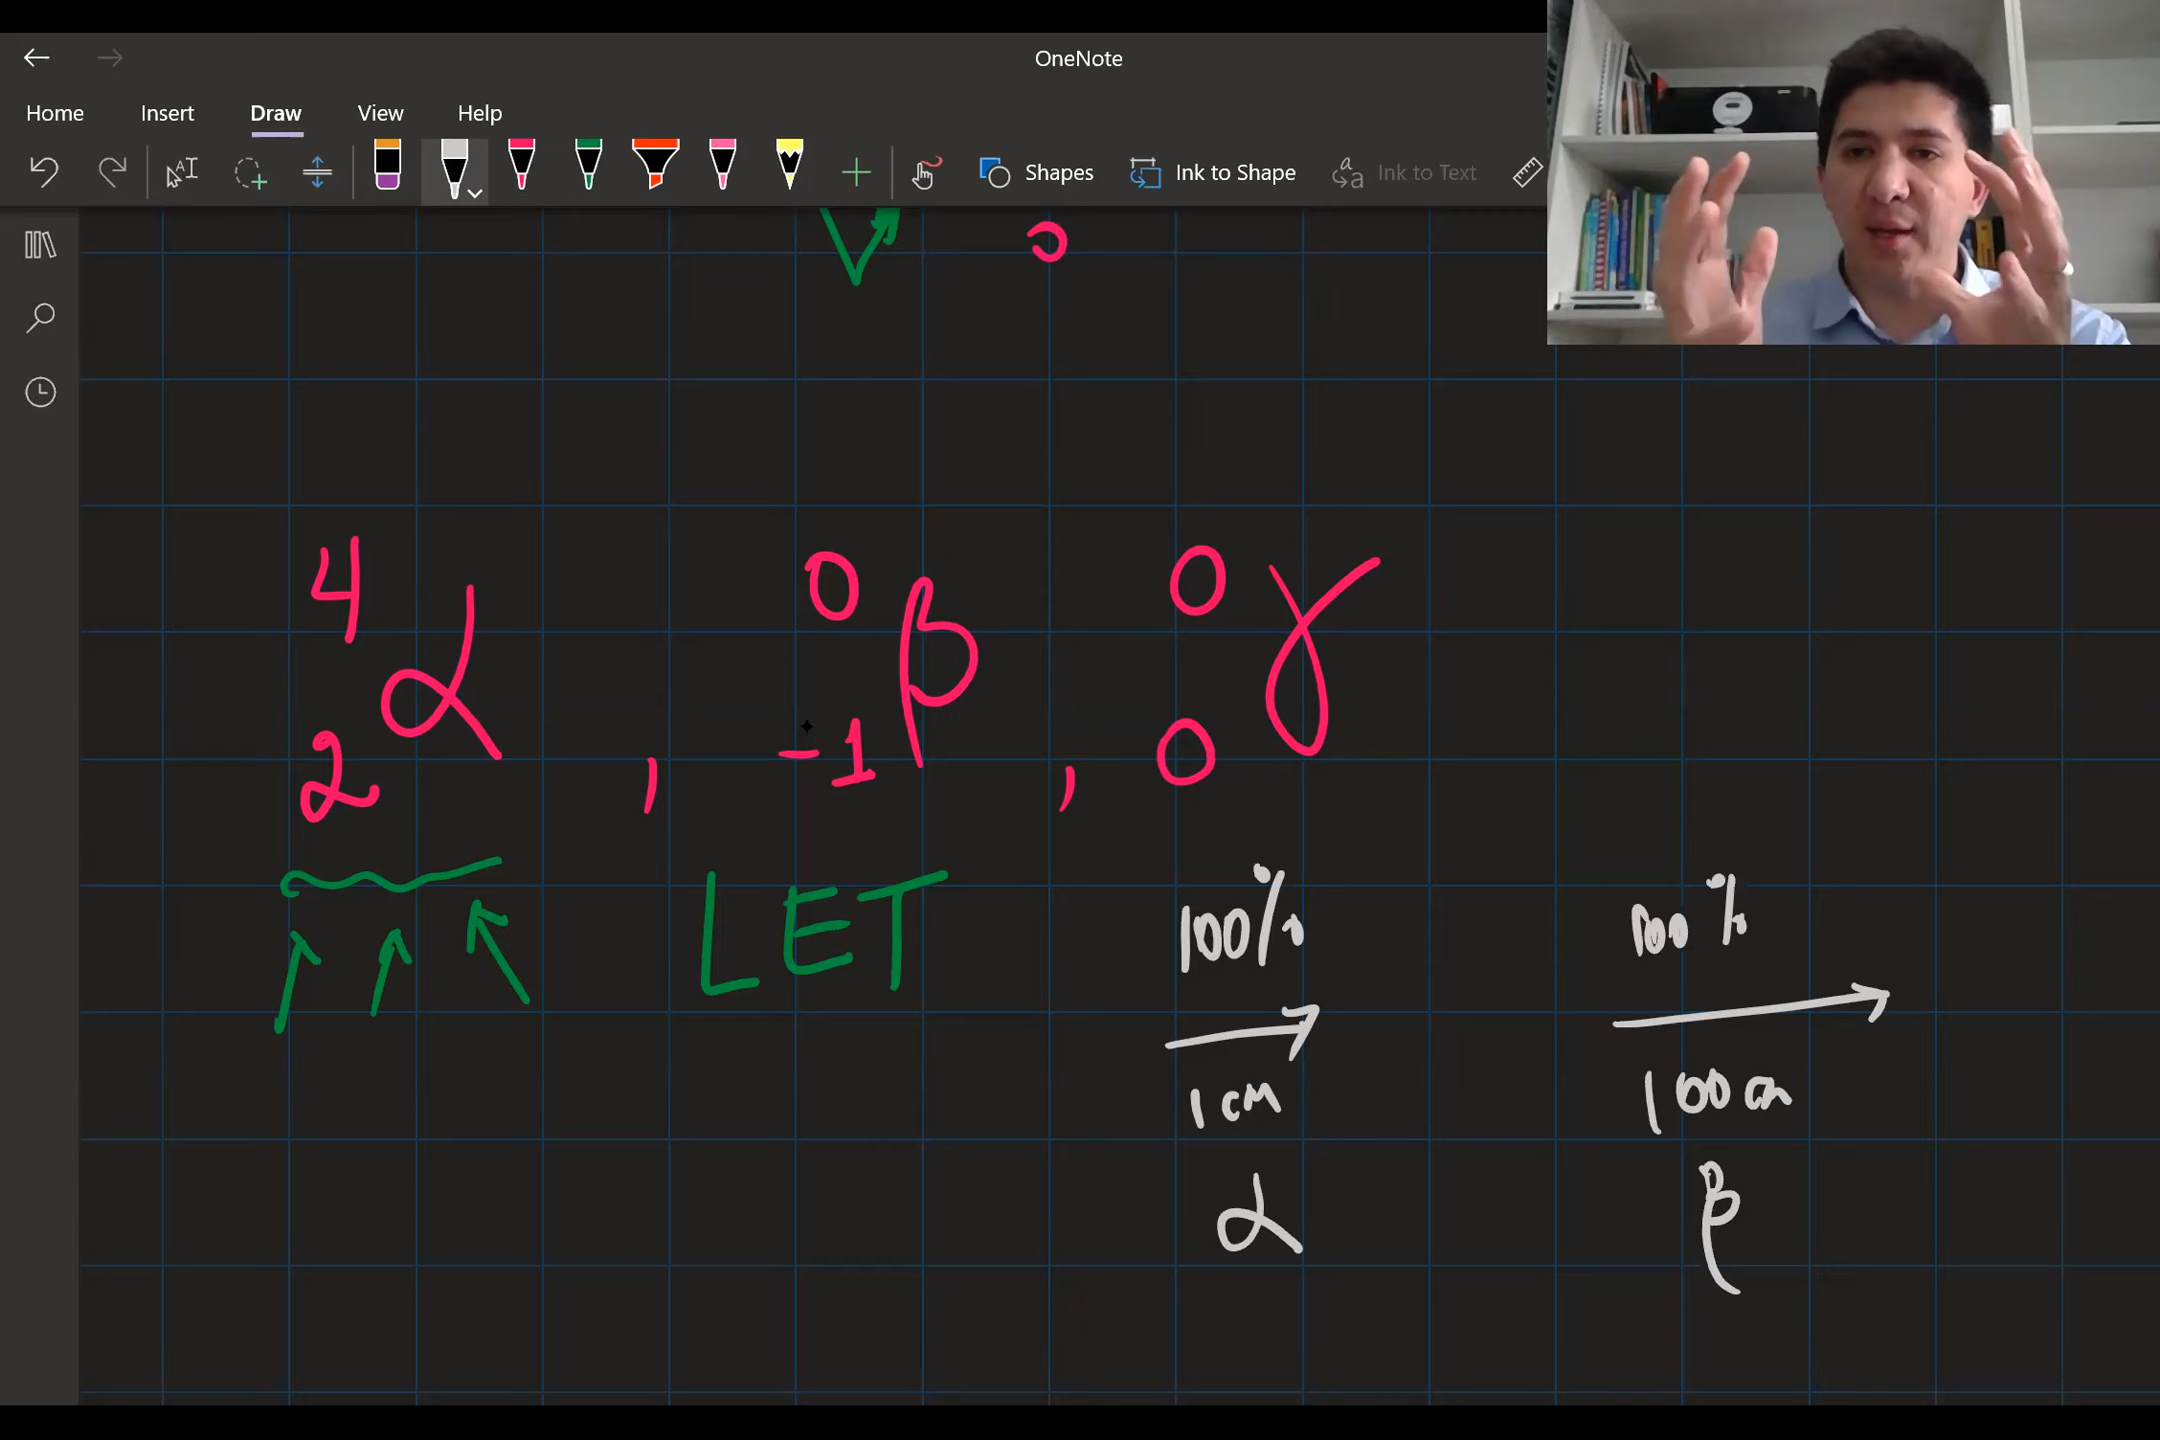 OneNote
Home Insert Draw View Help
Shapes Ink to Shape Ink to Text
4 0 0
α , β , γ
2 -1 0
LET 100% 100%
1 cm 100 cm
α β